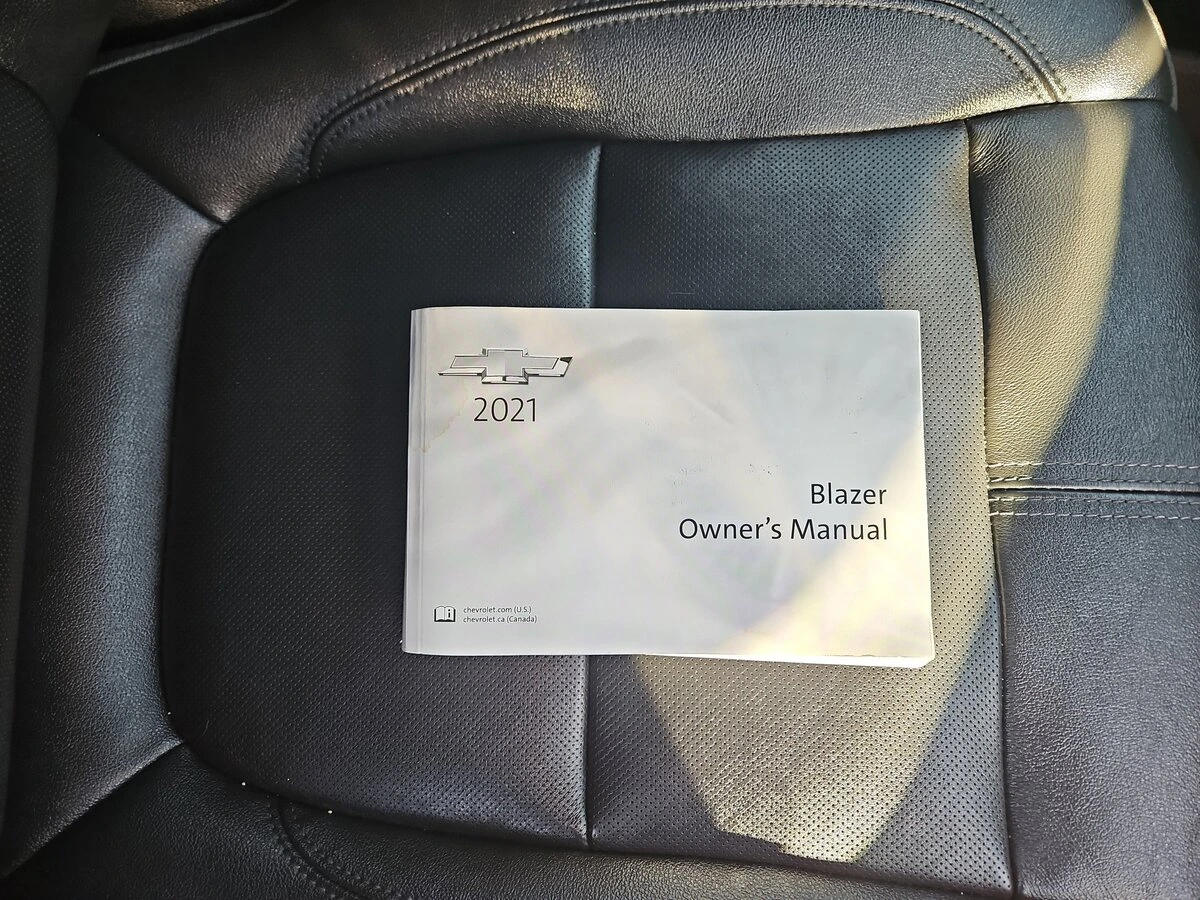 2021
Blazer
Owner's Manual
chevrolet.com (U.S.)
chevrolet.ca (Canada)